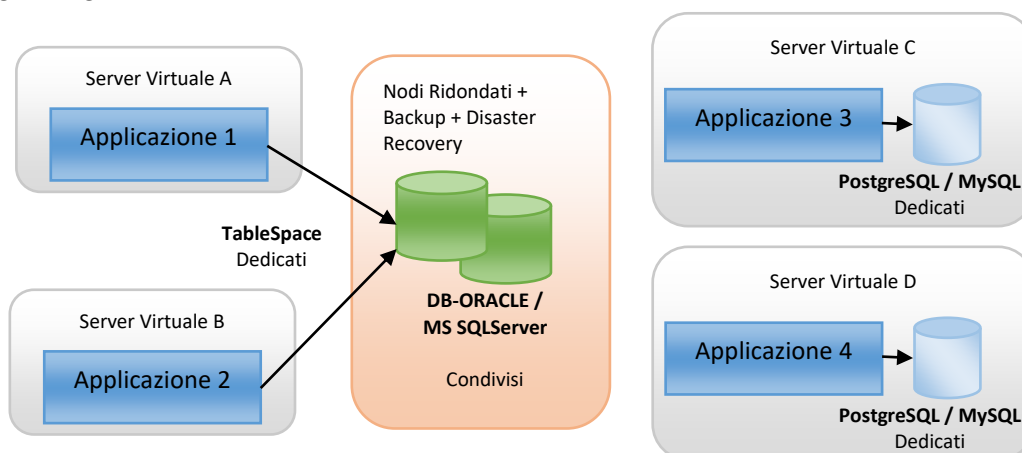 Server Virtuale A
Applicazione 1
TableSpace
Dedicati
Server Virtuale B
Applicazione 2
Nodi Ridondati +
Backup + Disaster
Recovery
DB-ORACLE /
MS SQLServer
Condivisi
Server Virtuale C
Applicazione 3
PostgreSQL / MySQL
Dedicati
Server Virtuale D
Applicazione 4
PostgreSQL / MySQL
Dedicati